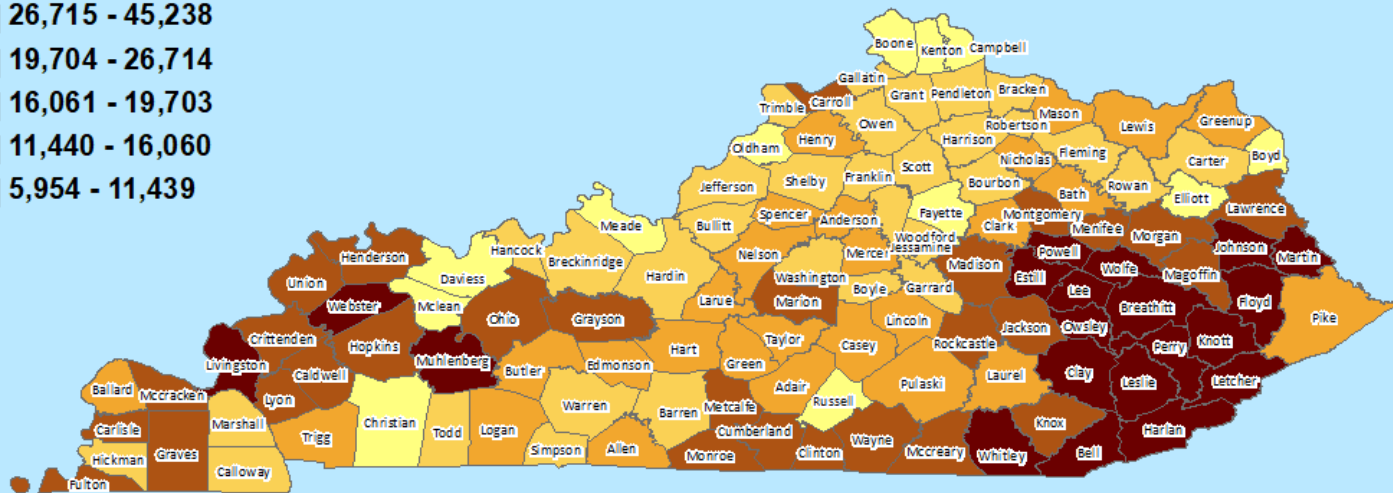 26,715 - 45,238
19,704 - 26,714
16,061 - 19,703
11,440 - 16,060
5,954 - 11,439
Boone
Kenton
Campbell
Gallatin
Grant
Pendleton
Bracken
Trimble
Carroll
Owen
Robertson
Mason
Lewis
Greenup
Oldham
Henry
Harrison
Nicholas
Fleming
Carter
Boyd
Jefferson
Shelby
Franklin
Scott
Bourbon
Bath
Rowan
Elliott
Lawrence
Meade
Bullitt
Spencer
Anderson
Fayette
Woodford
Jessamine
Clark
Montgomery
Menifee
Morgan
Johnson
Martin
Henderson
Daviess
Hancock
Breckinridge
Hardin
Nelson
Washington
Mercer
Madison
Estill
Powell
Wolfe
Magoffin
Floyd
Union
Webster
Mclean
Ohio
Grayson
Larue
Marion
Boyle
Garrard
Lee
Breathitt
Pike
Crittenden
Hopkins
Muhlenberg
Butler
Edmonson
Hart
Green
Taylor
Casey
Lincoln
Rockcastle
Jackson
Owsley
Perry
Knott
Livingston
Caldwell
Lyon
Ballard
Mccracken
Carlisle
Graves
Marshall
Trigg
Christian
Todd
Logan
Warren
Barren
Metcalfe
Adair
Russell
Pulaski
Laurel
Clay
Leslie
Letcher
Hickman
Fulton
Calloway
Simpson
Allen
Monroe
Cumberland
Clinton
Wayne
Mccreary
Whitley
Knox
Bell
Harlan